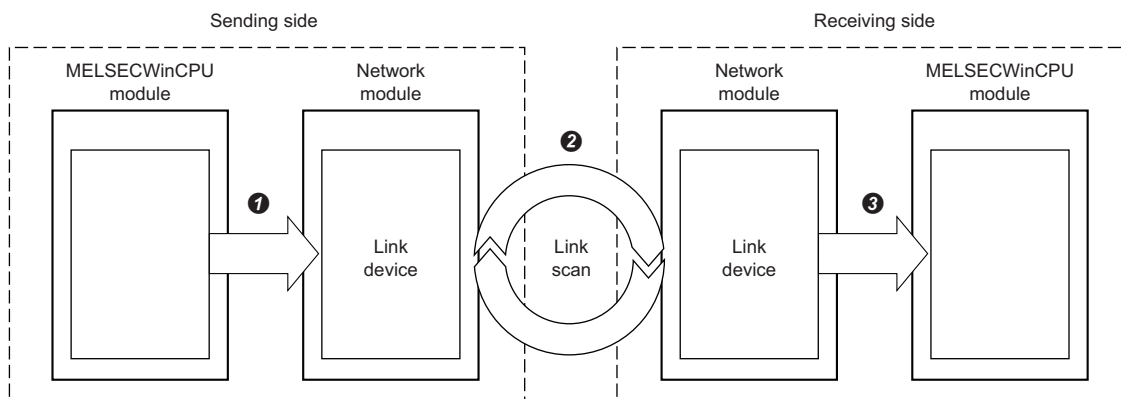 Sending side
Receiving side
MELSECWinCPU
module
Network
module
Network
module
MELSECWinCPU
module
❶
❷
❸
Link
device
Link
scan
Link
device